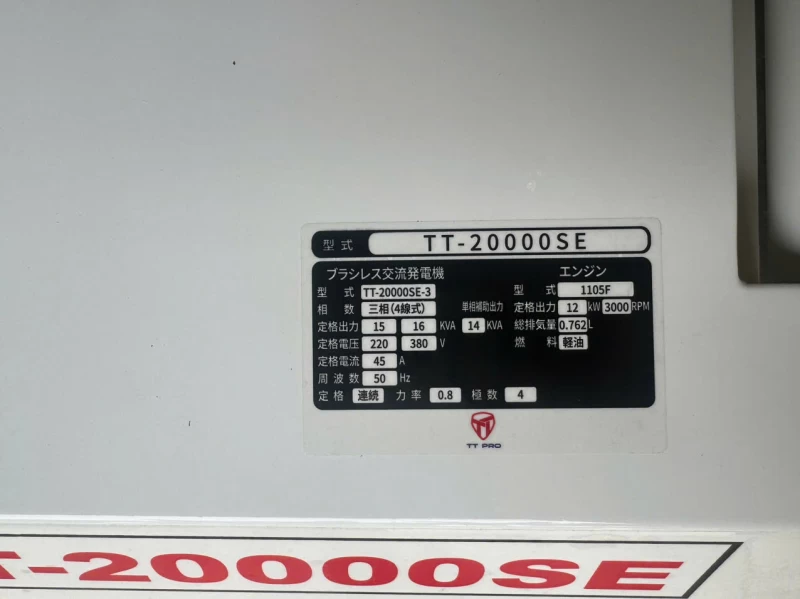 型式 TT-20000SE
ブラシレス交流発電機
型式 TT-20000SE-3
相数 三相(4線式) 単相補助出力
定格出力 15 16 KVA 14 KVA
定格電圧 220 380 V
定格電流 45 A
周波数 50 Hz
定格 連続 力率 0.8 極数 4
エンジン
型式 1105F
定格出力 12 kW 3000 RPM
総排気量 0.762 L
燃料 軽油
TT PRO
T-20000SE